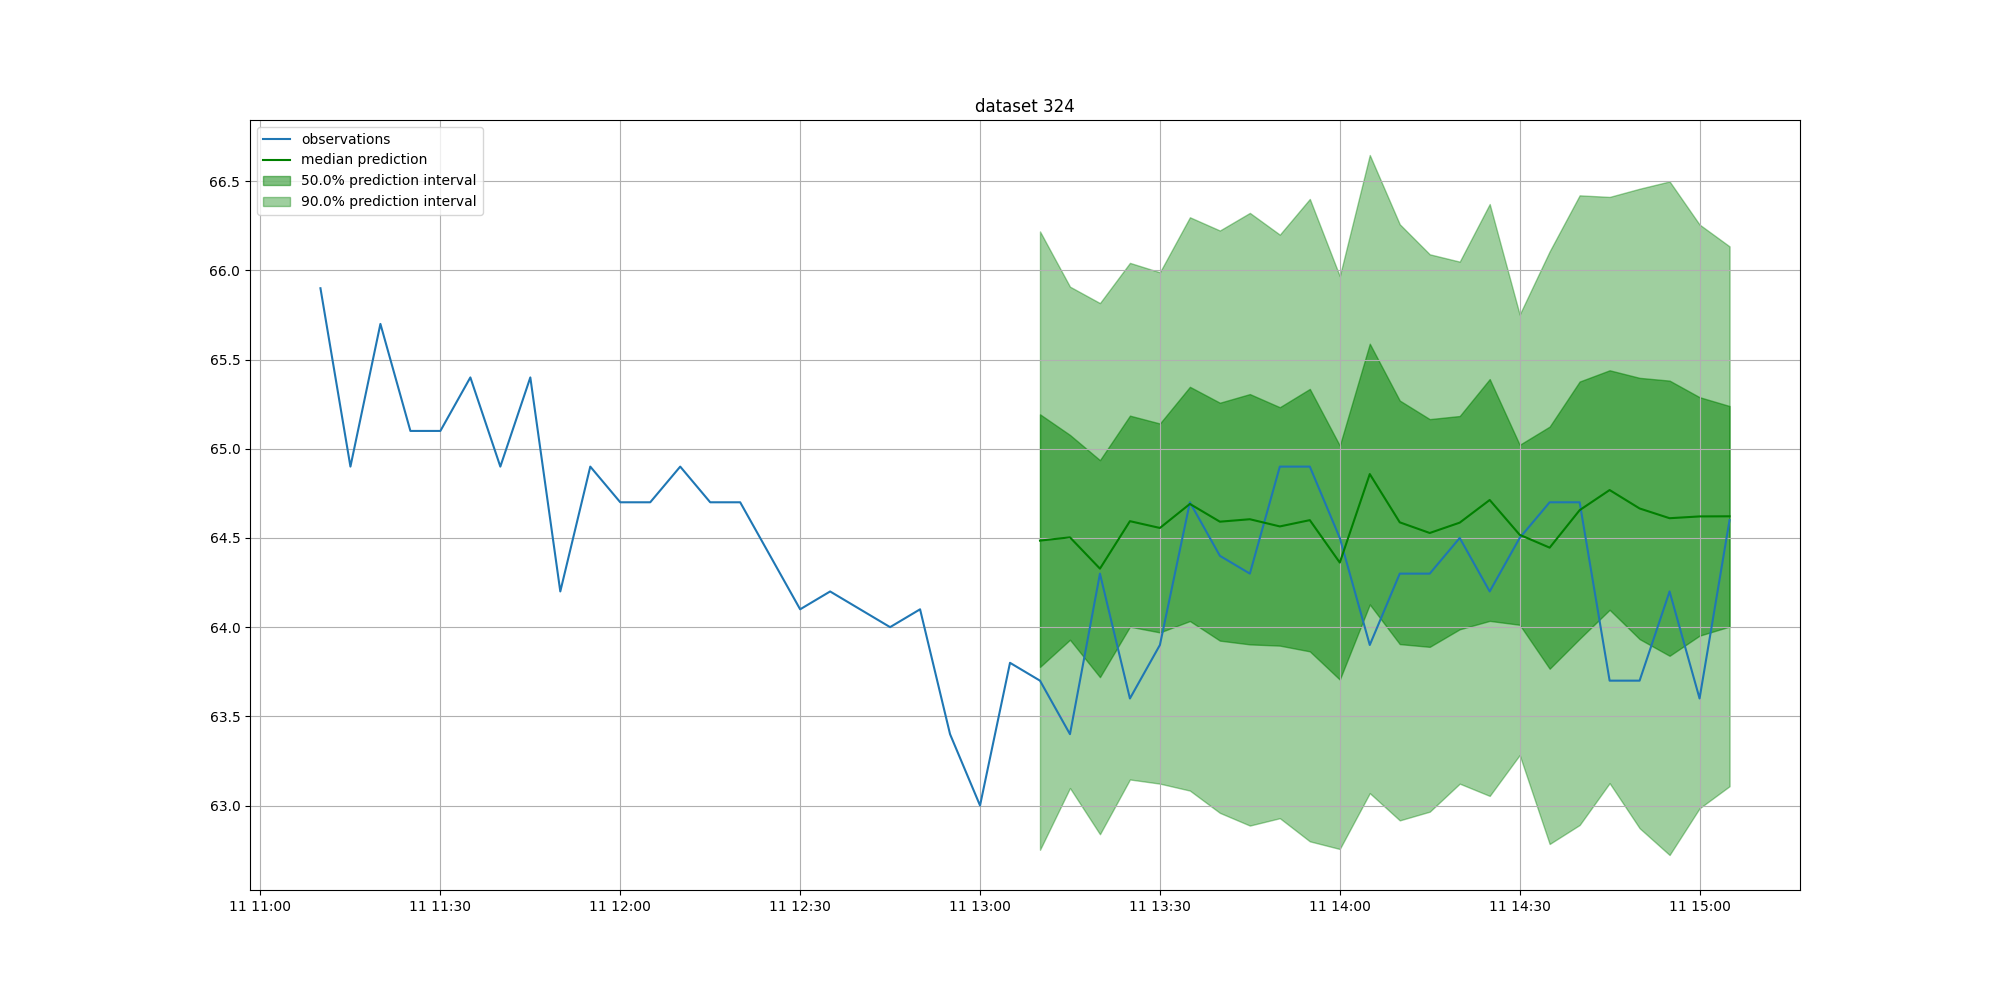 dataset 324
observations
median prediction
50.0% prediction interval
90.0% prediction interval
66.5
66.0
65.5
65.0
64.5
64.0
63.5
63.0
11 11:00 11 11:30 11 12:00 11 12:30 11 13:00 11 13:30 11 14:00 11 14:30 11 15:00